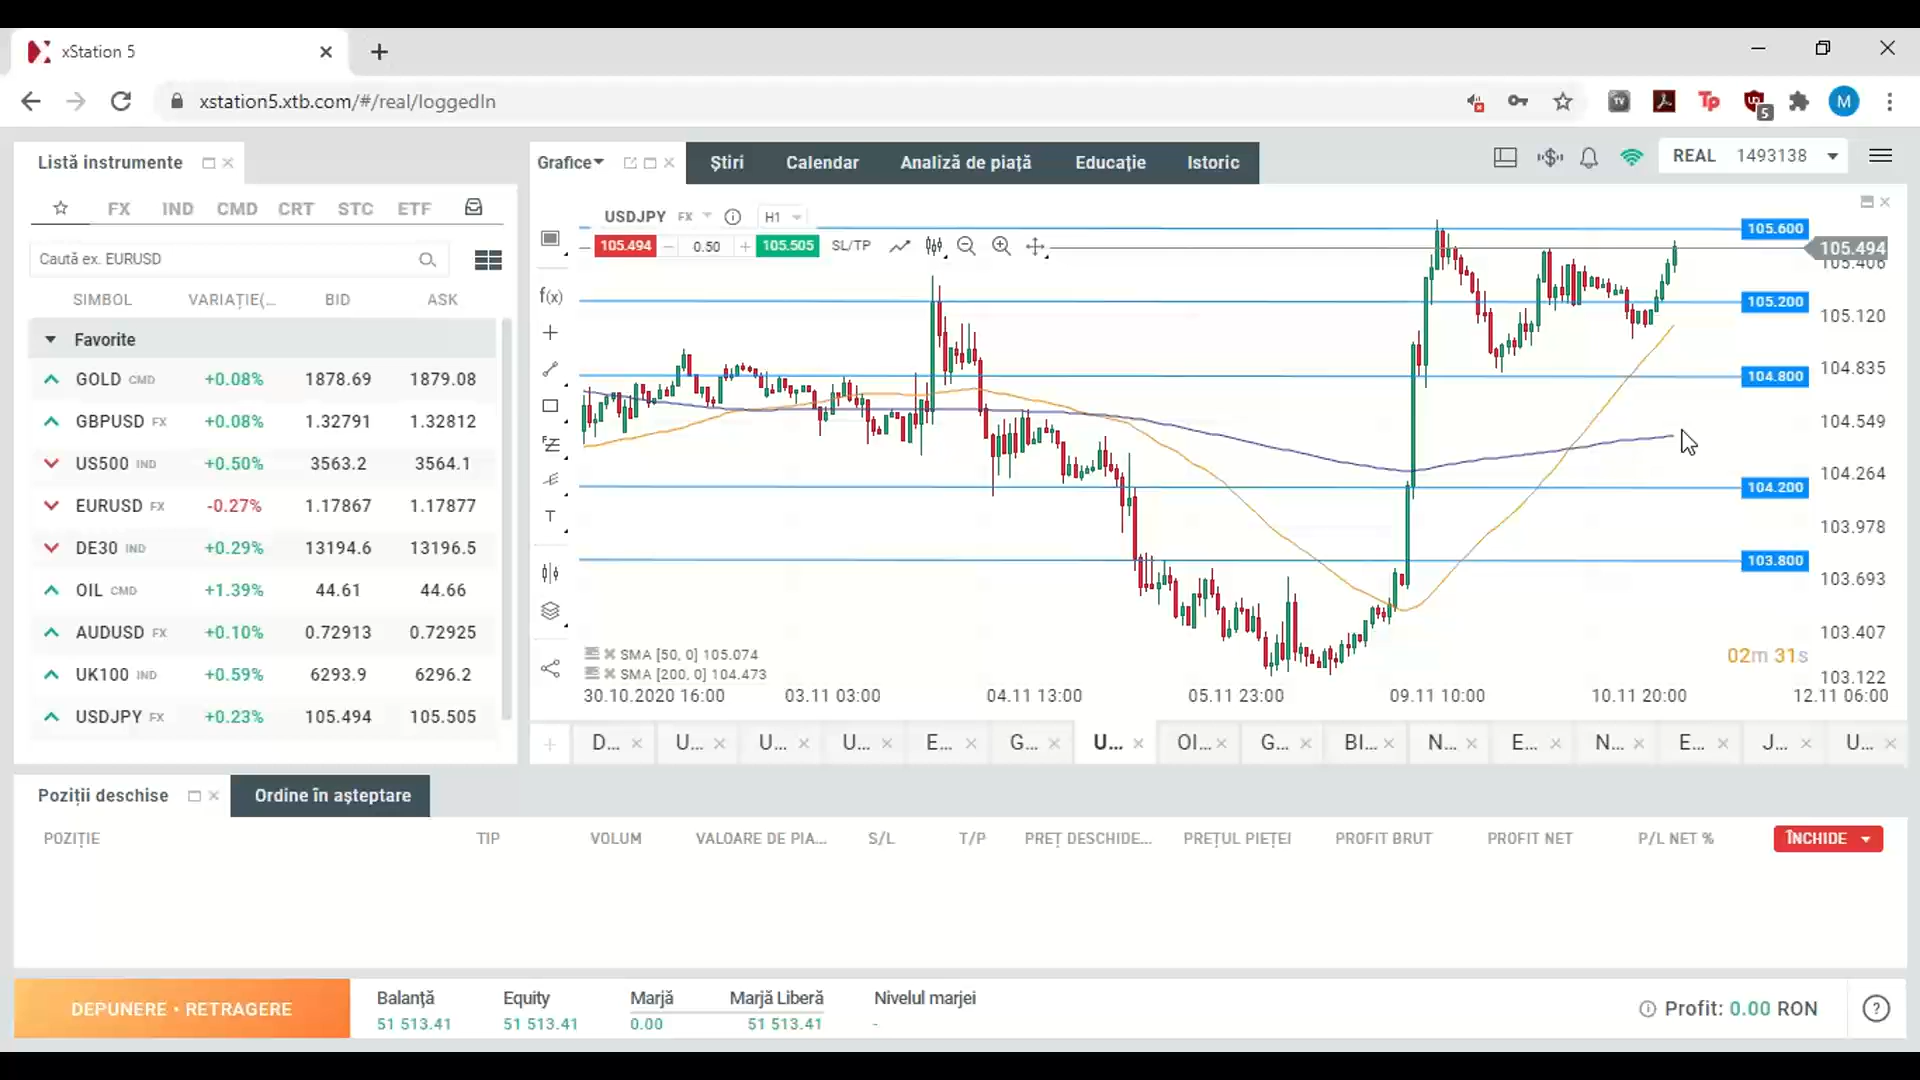 xStation 5
xstation5.xtb.com/#/real/loggedIn
TV
Tp
5
M
Listă instrumente
Grafice
Știri
Calendar
Analiză de piață
Educație
Istoric
REAL 1493138
FX IND CMD CRT STC ETF
Caută ex. EURUSD
SIMBOL VARIAȚIE(... BID ASK
Favorite
GOLD CMD +0.08% 1878.69 1879.08
GBPUSD FX +0.08% 1.32791 1.32812
US500 IND +0.50% 3563.2 3564.1
EURUSD FX -0.27% 1.17867 1.17877
DE30 IND +0.29% 13194.6 13196.5
OIL CMD +1.39% 44.61 44.66
AUDUSD FX +0.10% 0.72913 0.72925
UK100 IND +0.59% 6293.9 6296.2
USDJPY FX +0.23% 105.494 105.505
USDJPY FX H1
105.494 0.50 105.505 SL/TP
f(x)
T
105.600
105.494
105.406
105.200
105.120
104.835
104.800
104.549
104.264
104.200
103.978
103.800
103.693
103.407
103.122
02m 31s
SMA [50, 0] 105.074
SMA [200, 0] 104.473
30.10.2020 16:00 03.11 03:00 04.11 13:00 05.11 23:00 09.11 10:00 10.11 20:00 12.11 06:00
D... U... U... U... E... G... U... OI... G... BI... N... E... N... E... J... U...
Poziții deschise
Ordine în așteptare
POZIȚIE TIP VOLUM VALOARE DE PIA... S/L T/P PREȚ DESCHIDE... PREȚUL PIEȚEI PROFIT BRUT PROFIT NET P/L NET % ÎNCHIDE
DEPUNERE • RETRAGERE
Balanță Equity Marjă Marjă Liberă Nivelul marjei
51 513.41 51 513.41 0.00 51 513.41 -
Profit: 0.00 RON
?